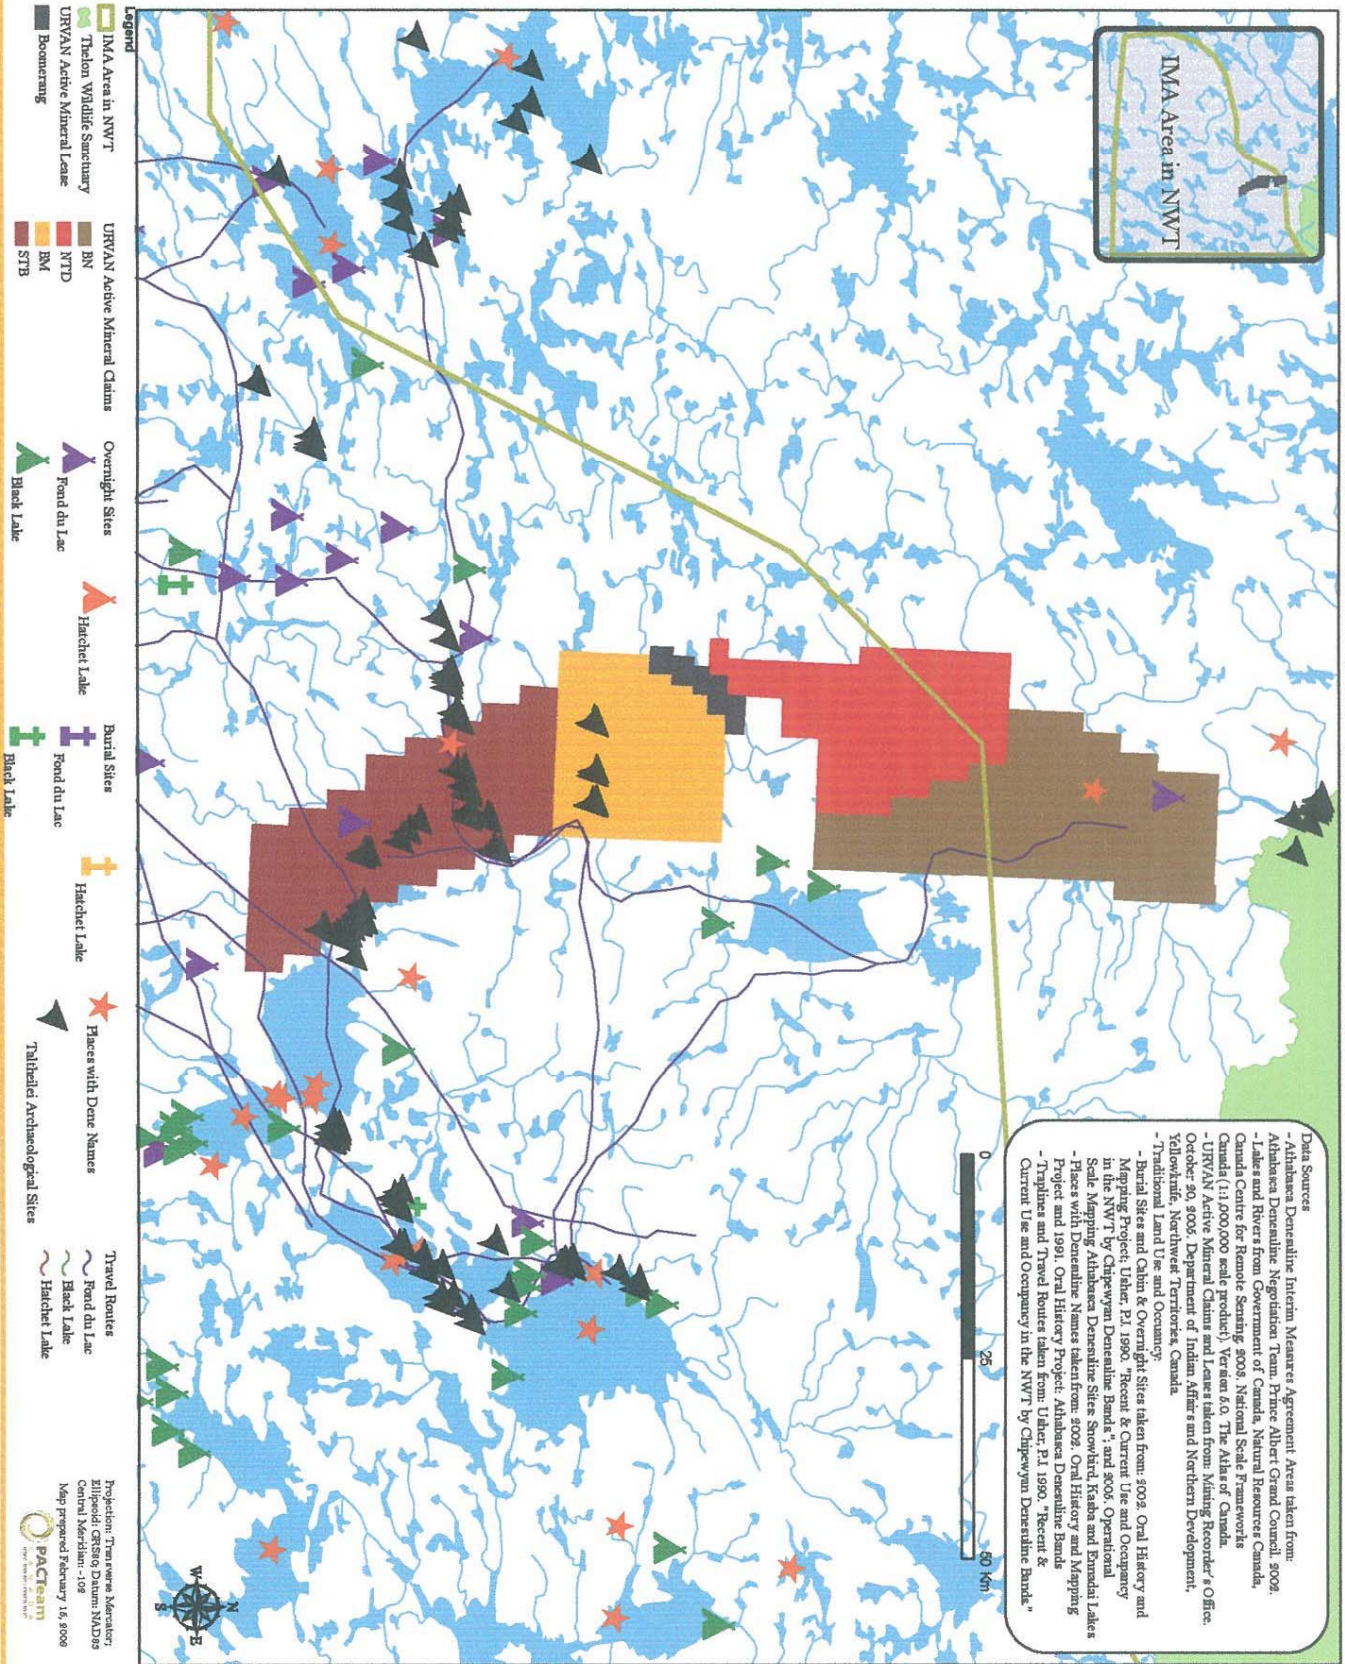 IMA Area in NWT
Data Sources
- Athabasca Denesuline Interim Measures Agreement Areas taken from:
Athabasca Denesuline Negotiation Team. Prince Albert Grand Council. 2002.
- Lakes and Rivers from Government of Canada, Natural Resources Canada,
Canada Centre for Remote Sensing. 2003. National Scale Frameworks
Canada (1:1,000,000 scale product). Version 5.0. The Atlas of Canada.
- URVAN Active Mineral Claims and Leases taken from: Mining Recorder's Office.
October 20, 2005. Department of Indian Affairs and Northern Development,
Yellowknife, Northwest Territories, Canada.
- Traditional Land Use and Occuancy:
- Burial Sites and Cabin & Overnight Sites taken from: 2002. Oral History and
Mapping Project; Usher, P.J. 1990. "Recent & Current Use and Occupancy
in the NWT by Chipewyan Denesuline Bands"; and 2005. Operational
Scale Mapping Athabasca Denesuline Sites: Snowbird, Kasba and Ennadai Lakes
- Places with Denesuline Names taken from: 2002. Oral History and Mapping
Project and 1991. Oral History Project: Athabasca Denesuline Bands
- Traplines and Travel Routes taken from: Usher, P.J. 1990. "Recent &
Current Use and Occupancy in the NWT by Chipewyan Denesuline Bands."
0 25 50 Km
N
W E
S
Legend
IMA Area in NWT
Thelon Wildlife Sanctuary
URVAN Active Mineral Lease
Boomerang
URVAN Active Mineral Claims
BN
NTD
BM
STB
Overnight Sites
Fond du Lac
Black Lake
Hatchet Lake
Burial Sites
Fond du Lac
Black Lake
Hatchet Lake
Places with Dene Names
Taltheilei Archaeological Sites
Travel Routes
Fond du Lac
Black Lake
Hatchet Lake
Projection: Transverse Mercator;
Ellipsoid: GRS80; Datum: NAD83
Central Meridian: -102
Map prepared February 15, 2006
PACTeam
CANADA